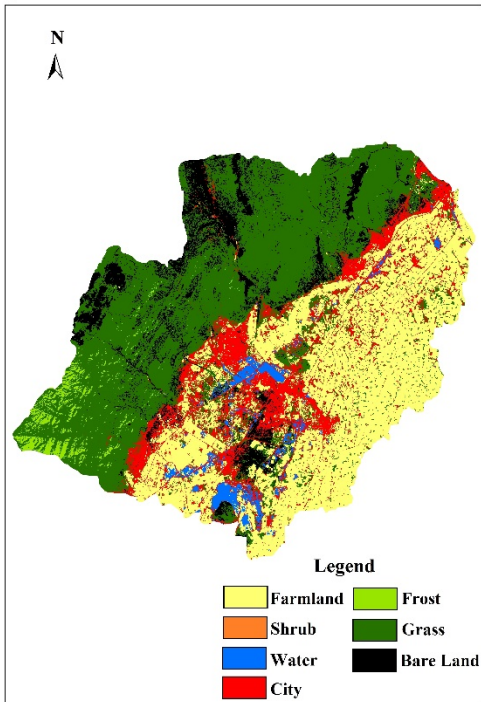 N
Legend
Farmland Frost
Shrub Grass
Water Bare Land
City